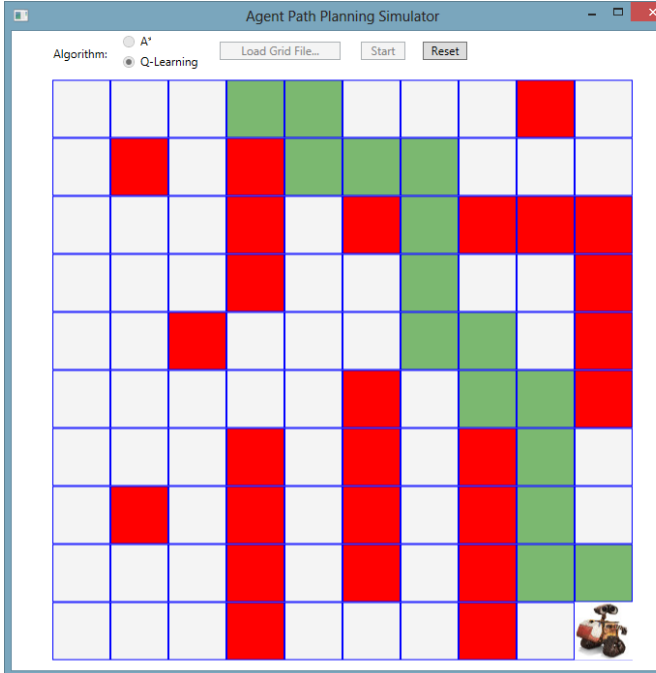 Agent Path Planning Simulator
Algorithm:
A*
Q-Learning
Load Grid File...
Start
Reset